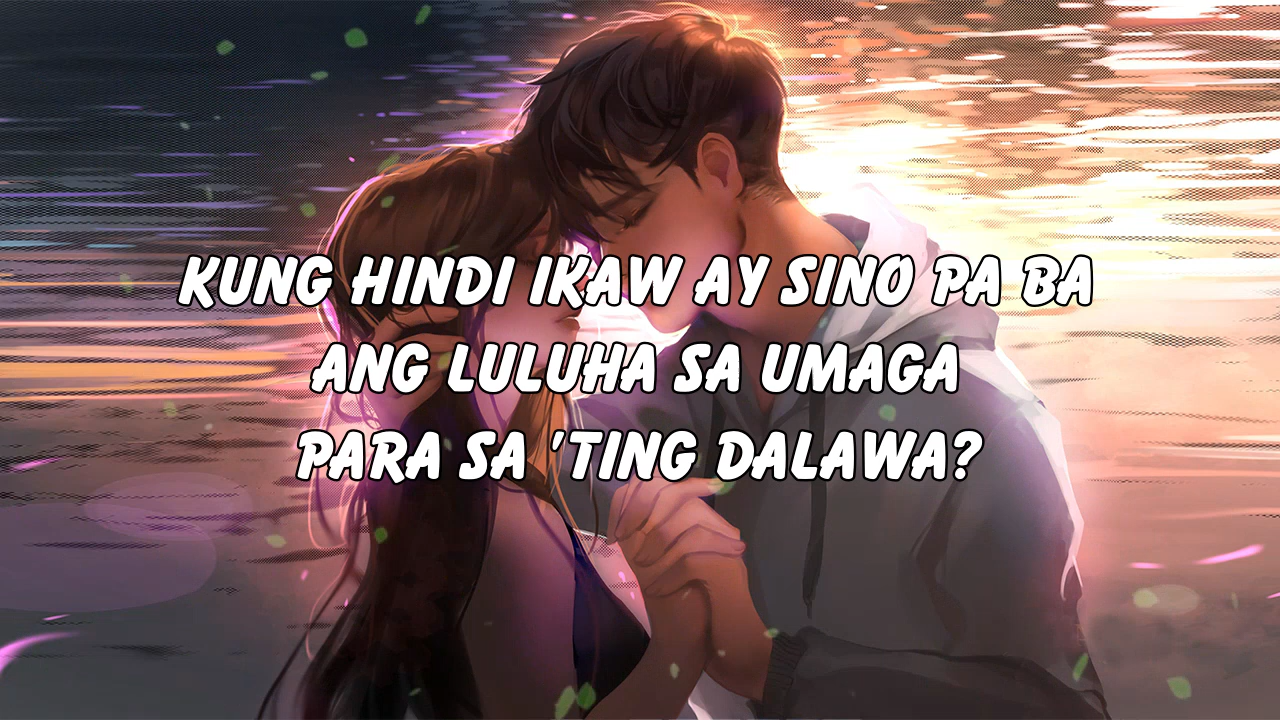 KUNG HINDI IKAW AY SINO PA BA
ANG LULUHA SA UMAGA
PARA SA 'TING DALAWA?